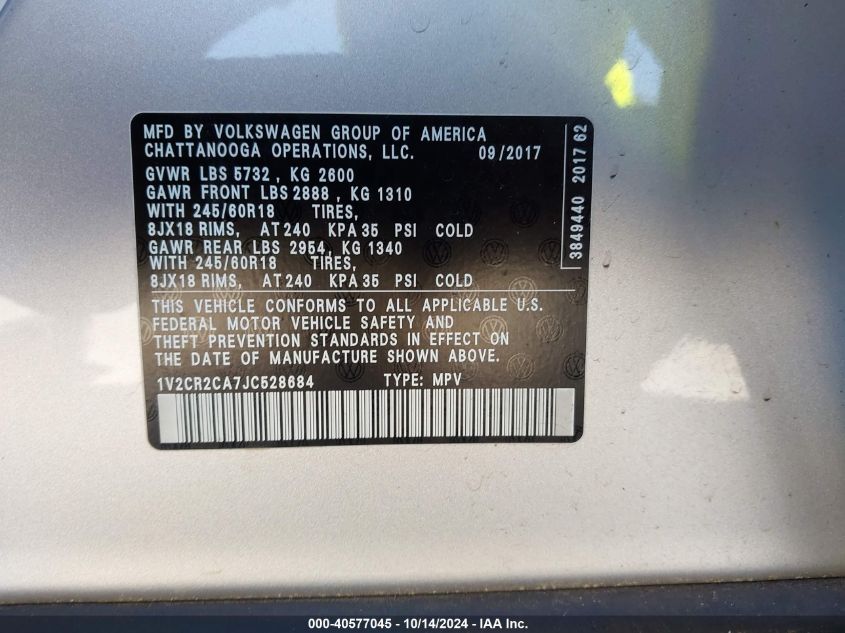 MFD BY VOLKSWAGEN GROUP OF AMERICA
CHATTANOOGA OPERATIONS, LLC. 09/2017
GVWR LBS 5732 , KG 2600
GAWR FRONT LBS 2888 , KG 1310
WITH 245/60R18 TIRES,
8JX18 RIMS, AT 240 KPA 35 PSI COLD
GAWR REAR LBS 2954, KG 1340
WITH 245/60R18 TIRES,
8JX18 RIMS, AT 240 KPA 35 PSI COLD
THIS VEHICLE CONFORMS TO ALL APPLICABLE U.S.
FEDERAL MOTOR VEHICLE SAFETY AND
THEFT PREVENTION STANDARDS IN EFFECT ON
THE DATE OF MANUFACTURE SHOWN ABOVE.
1V2CR2CA7JC528684 TYPE: MPV
3849440 2017 62
000-40577045 - 10/14/2024 - IAA Inc.